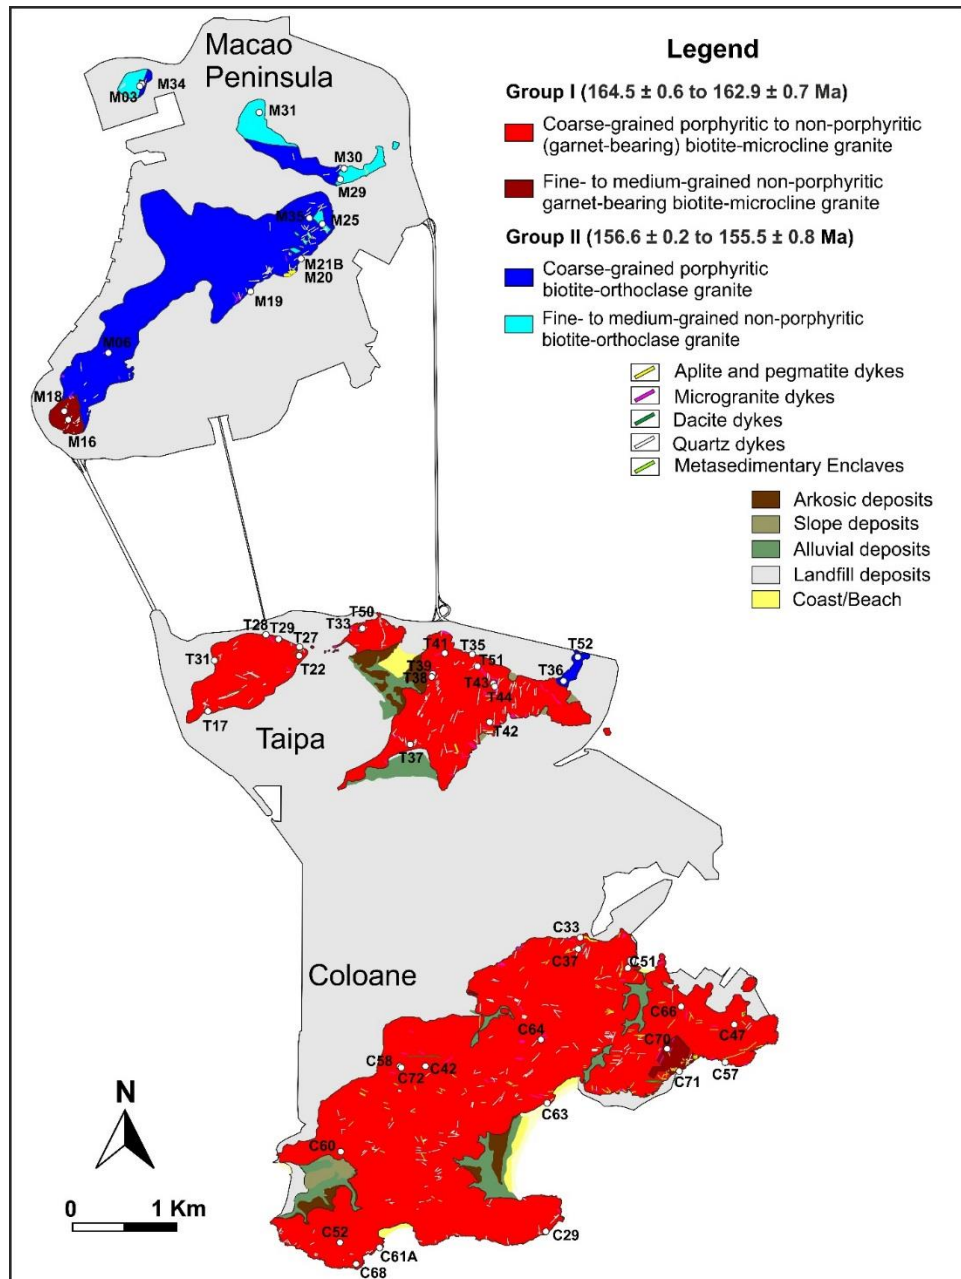 Macao
Peninsula
M34
M03
M31
M30
M29
M35
M25
M21B
M20
M19
M06
M18
M16
Legend
Group I (164.5 ± 0.6 to 162.9 ± 0.7 Ma)
Coarse-grained porphyritic to non-porphyritic
(garnet-bearing) biotite-microcline granite
Fine- to medium-grained non-porphyritic
garnet-bearing biotite-microcline granite
Group II (156.6 ± 0.2 to 155.5 ± 0.8 Ma)
Coarse-grained porphyritic
biotite-orthoclase granite
Fine- to medium-grained non-porphyritic
biotite-orthoclase granite
Aplite and pegmatite dykes
Microgranite dykes
Dacite dykes
Quartz dykes
Metasedimentary Enclaves
Arkosic deposits
Slope deposits
Alluvial deposits
Landfill deposits
Coast/Beach
T50
T28
T29
T33
T27
T22
T31
T17
T41
T35
T51
T39
T38
T43
T44
T42
T37
T52
T36
Taipa
C33
C37
C51
C66
C47
C64
C70
C71
C57
C58
C72
C42
C63
C60
C52
C61A
C68
C29
Coloane
N
0 1 Km